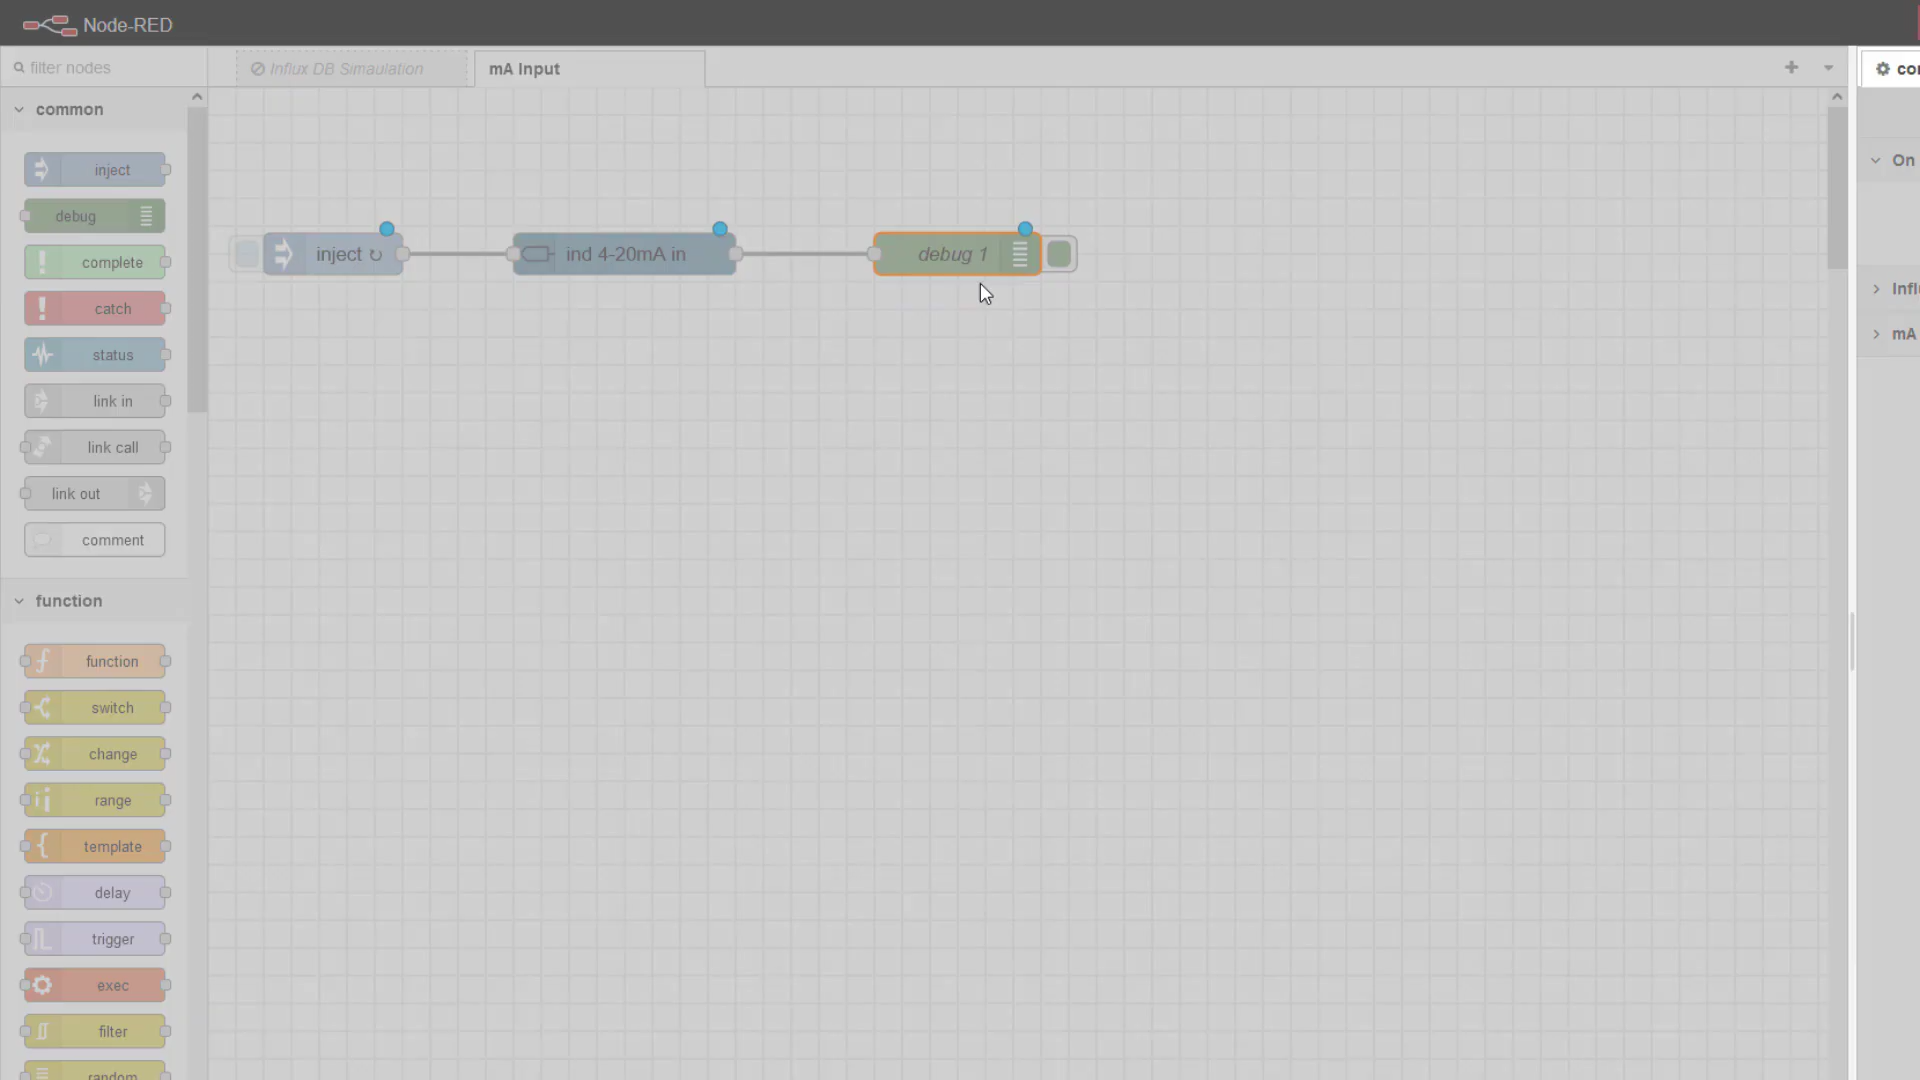 Node-RED
filter nodes
Influx DB Simaulation
mA Input
common
inject
debug
complete
catch
status
link in
link call
link out
comment
function
function
switch
change
range
template
delay
trigger
exec
filter
random
inject ↻
ind 4-20mA in
debug 1
On
mA